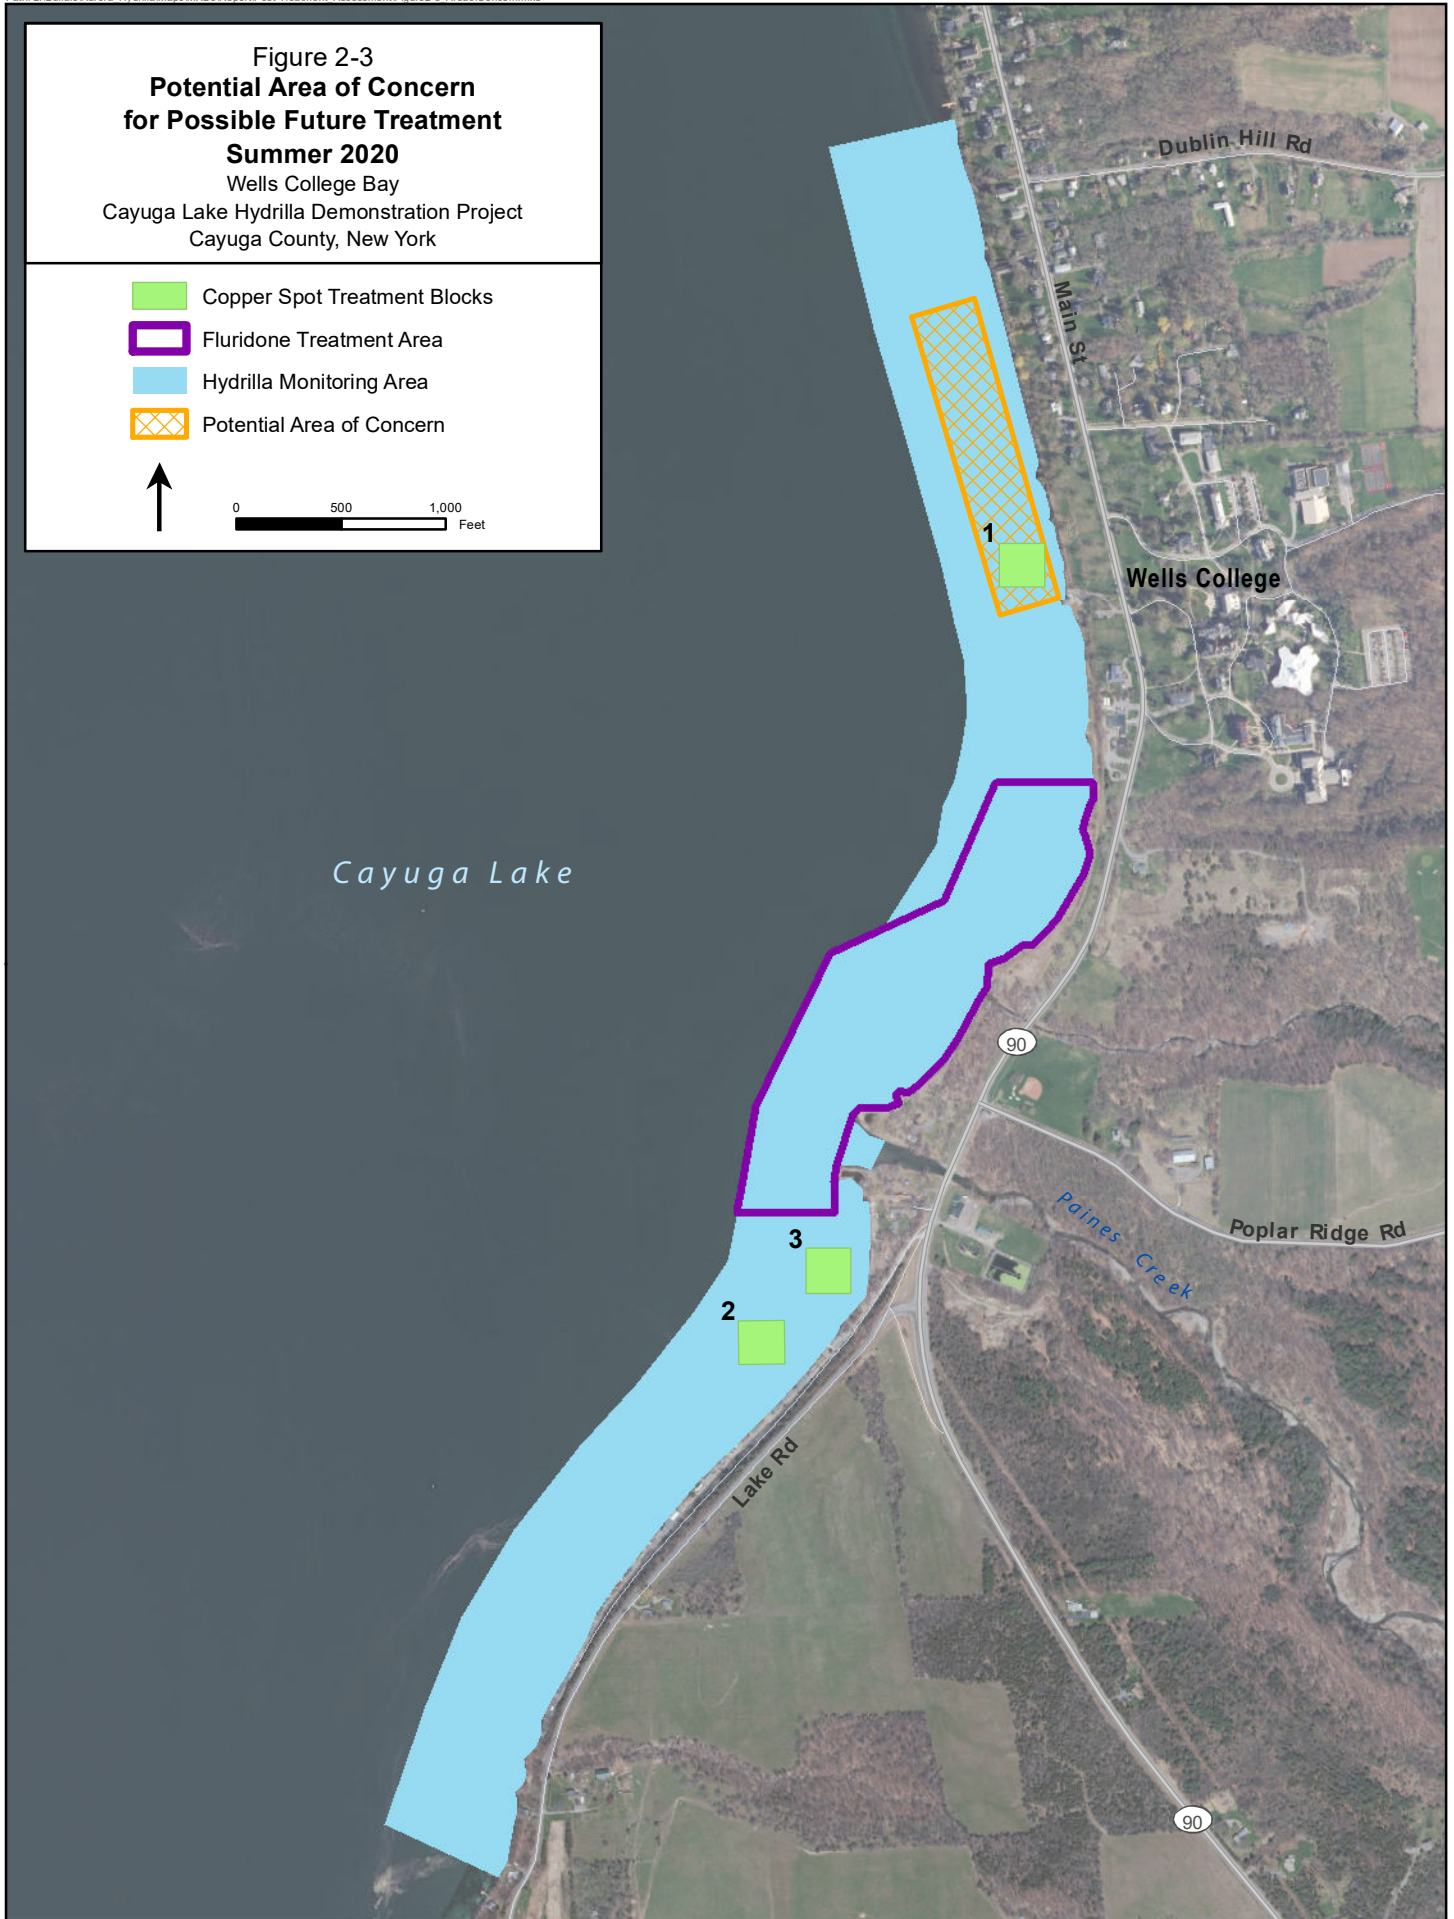 Figure 2-3
Potential Area of Concern
for Possible Future Treatment
Summer 2020
Wells College Bay
Cayuga Lake Hydrilla Demonstration Project
Cayuga County, New York
Copper Spot Treatment Blocks
Fluridone Treatment Area
Hydrilla Monitoring Area
Potential Area of Concern
0 500 1,000
Feet
Dublin Hill Rd
Main St
1
Wells College
Cayuga Lake
90
Paines Creek
Poplar Ridge Rd
3
2
Lake Rd
90